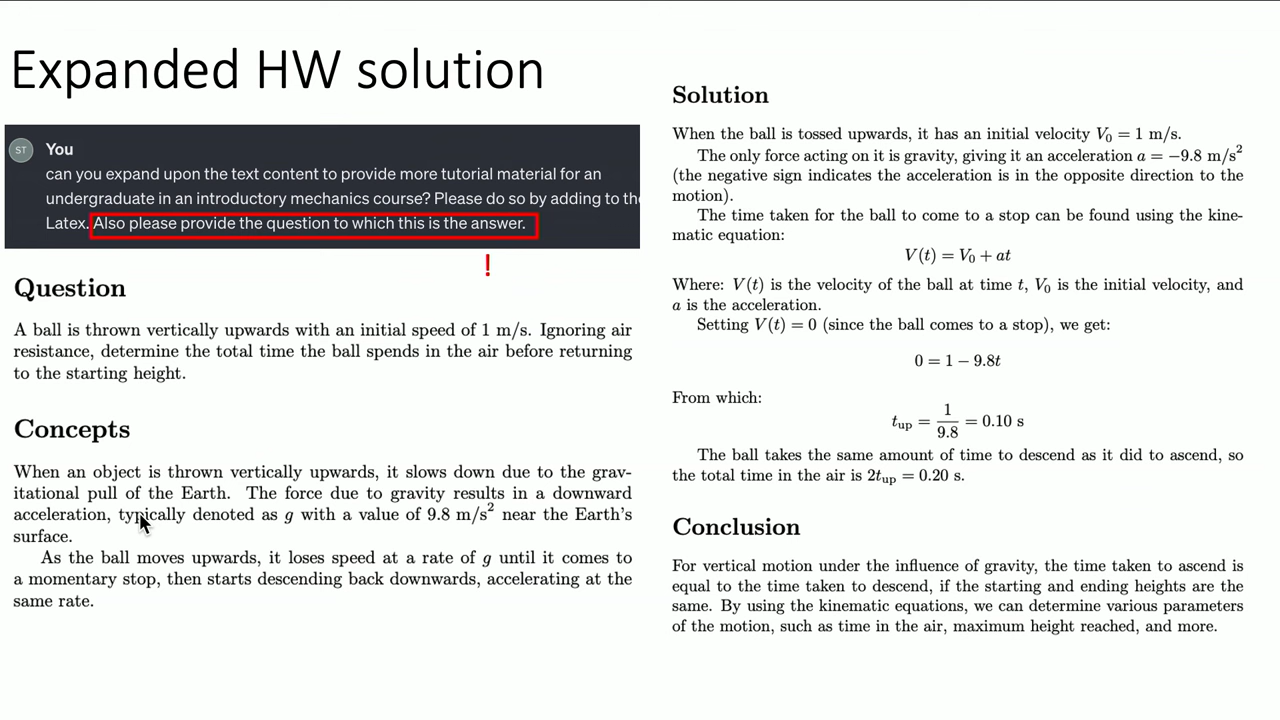 Expanded HW solution
ST
You
can you expand upon the text content to provide more tutorial material for an
undergraduate in an introductory mechanics course? Please do so by adding to the
Latex. Also please provide the question to which this is the answer.
!
Question
A ball is thrown vertically upwards with an initial speed of 1 m/s. Ignoring air
resistance, determine the total time the ball spends in the air before returning
to the starting height.
Concepts
When an object is thrown vertically upwards, it slows down due to the grav-
itational pull of the Earth. The force due to gravity results in a downward
acceleration, typically denoted as g with a value of 9.8 m/s² near the Earth's
surface.
As the ball moves upwards, it loses speed at a rate of g until it comes to
a momentary stop, then starts descending back downwards, accelerating at the
same rate.
Solution
When the ball is tossed upwards, it has an initial velocity V₀ = 1 m/s.
The only force acting on it is gravity, giving it an acceleration a = −9.8 m/s²
(the negative sign indicates the acceleration is in the opposite direction to the
motion).
The time taken for the ball to come to a stop can be found using the kine-
matic equation:
V(t) = V₀ + at
Where: V(t) is the velocity of the ball at time t, V₀ is the initial velocity, and
a is the acceleration.
Setting V(t) = 0 (since the ball comes to a stop), we get:
0 = 1 − 9.8t
From which:
t_up = 1/9.8 = 0.10 s
The ball takes the same amount of time to descend as it did to ascend, so
the total time in the air is 2t_up = 0.20 s.
Conclusion
For vertical motion under the influence of gravity, the time taken to ascend is
equal to the time taken to descend, if the starting and ending heights are the
same. By using the kinematic equations, we can determine various parameters
of the motion, such as time in the air, maximum height reached, and more.